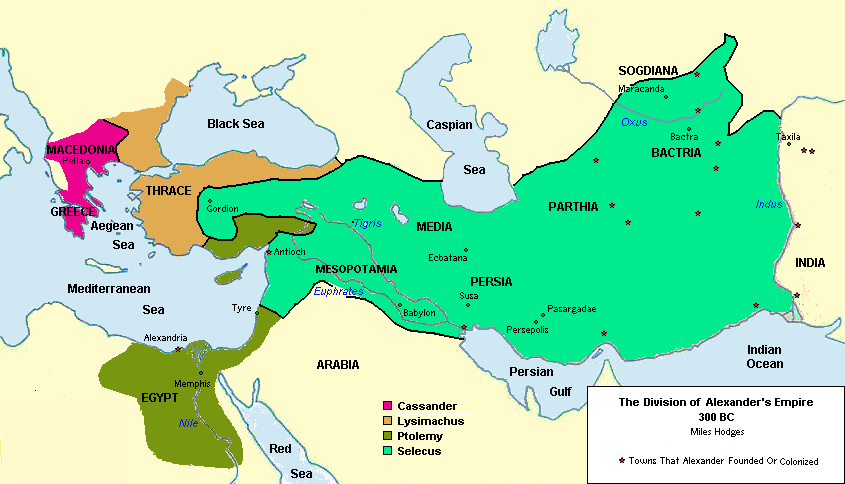 SOGDIANA
Maracanda
Oxus
Black Sea
Caspian
Sea
Bactra
BACTRIA
Taxila
MACEDONIA
Pella
THRACE
GREECE
Gordion
Aegean
Sea
PARTHIA
Indus
Tigris
MEDIA
Antioch
Ecbatana
INDIA
MESOPOTAMIA
PERSIA
Mediterranean
Sea
Euphrates
Susa
Tyre
Babylon
Pasargadae
Persepolis
Alexandria
ARABIA
Indian
Ocean
Persian
Gulf
Memphis
EGYPT
Nile
Red
Sea
Cassander
Lysimachus
Ptolemy
Selecus
The Division of Alexander's Empire
300 BC
Miles Hodges
Towns That Alexander Founded Or Colonized